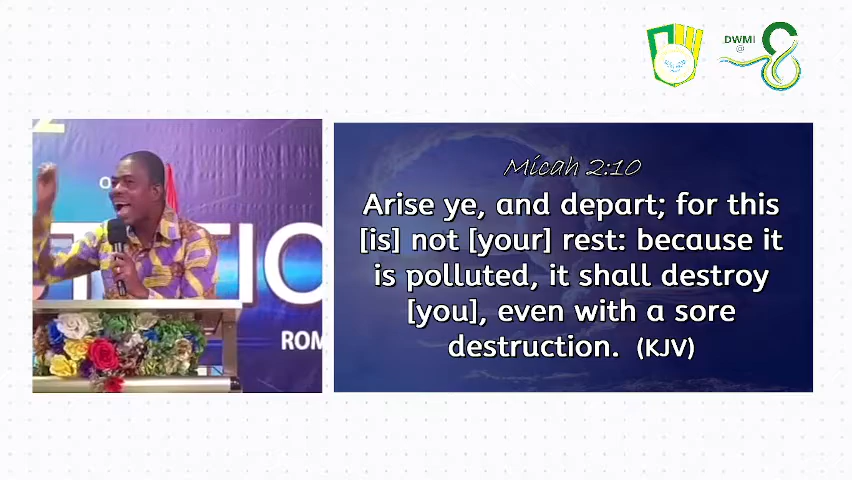 DWMI
@
8
Micah 2:10
Arise ye, and depart; for this
[is] not [your] rest: because it
is polluted, it shall destroy
[you], even with a sore
destruction. (KJV)
ROM